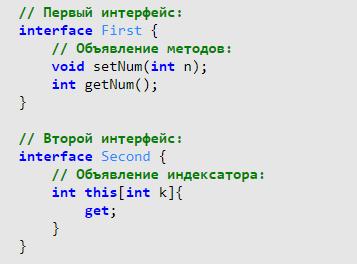 // Первый интерфейс:
interface First {
    // Объявление методов:
    void setNum(int n);
    int getNum();
}

// Второй интерфейс:
interface Second {
    // Объявление индексатора:
    int this[int k]{
        get;
    }
}